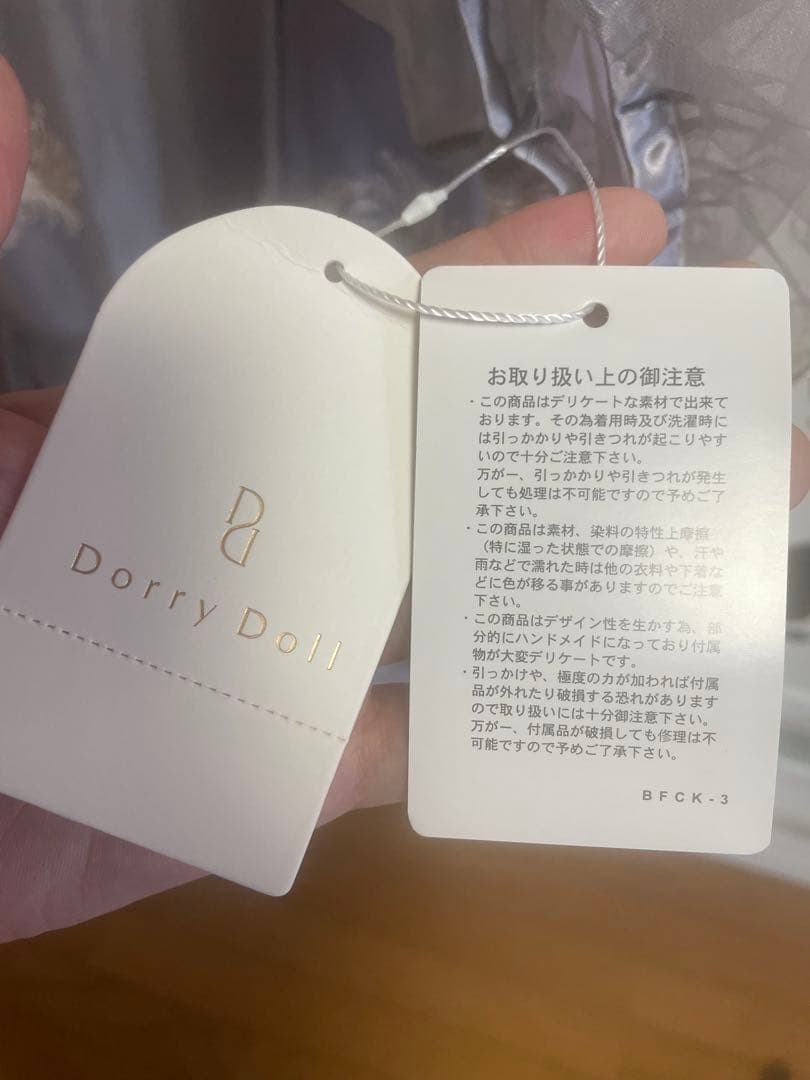 DD
Dorry Doll
お取り扱い上の御注意
・この商品はデリケートな素材で出来て
おります。その為着用時及び洗濯時に
は引っかかりや引きつれが起こりやす
いので十分ご注意下さい。
万が一、引っかかりや引きつれが発生
しても処理は不可能ですので予めご了
承下さい。
・この商品は素材、染料の特性上摩擦
（特に湿った状態での摩擦）や、汗や
雨などで濡れた時は他の衣料や下着な
どに色が移る事がありますのでご注意
下さい。
・この商品はデザイン性を生かす為、部
分的にハンドメイドになっており付属
物が大変デリケートです。
・引っかけや、極度の力が加われば付属
品が外れたり破損する恐れがあります
ので取り扱いには十分御注意下さい。
万が一、付属品が破損しても修理は不
可能ですので予めご了承下さい。
BFCK-3